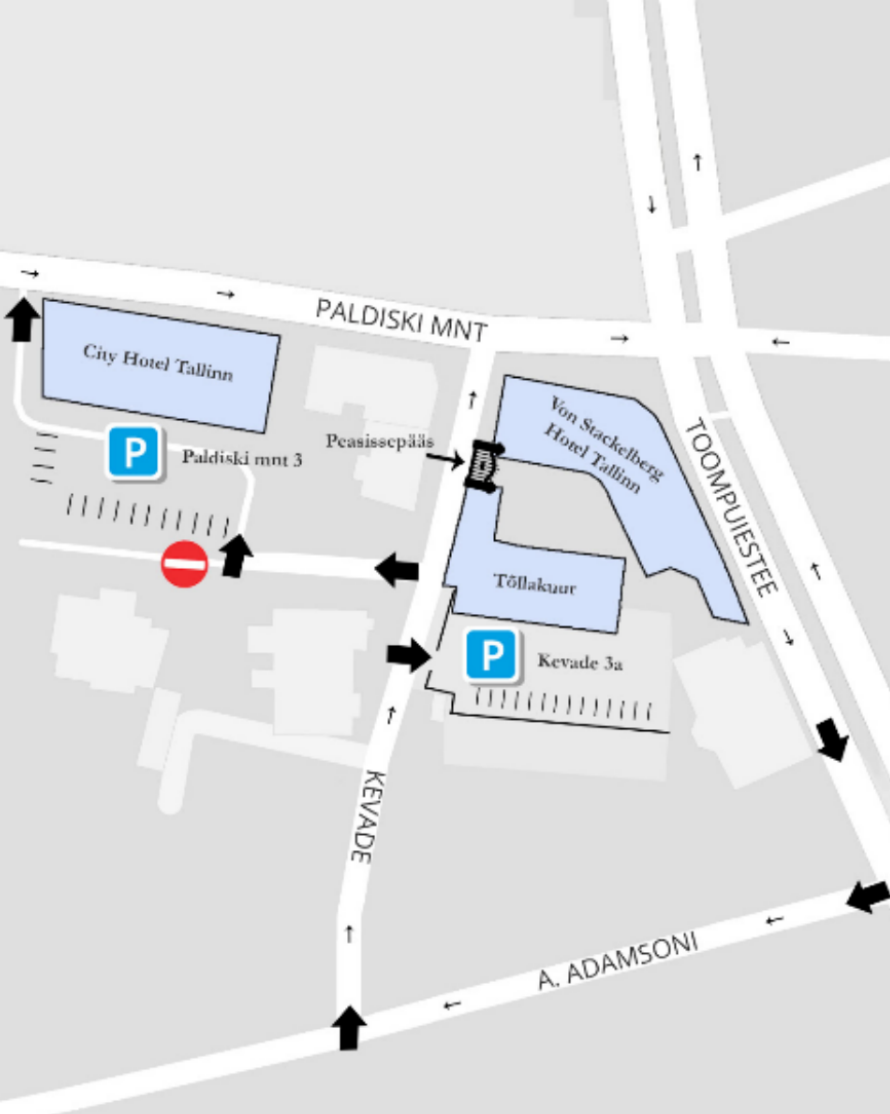 PALDISKI MNT
City Hotel Tallinn
Von Stackelberg
Hotel Tallinn
Peasissepääs
P
Paldiski mnt 3
TOOMPUIESTEE
Tõllakuur
P
Kevade 3a
KEVADE
A. ADAMSONI